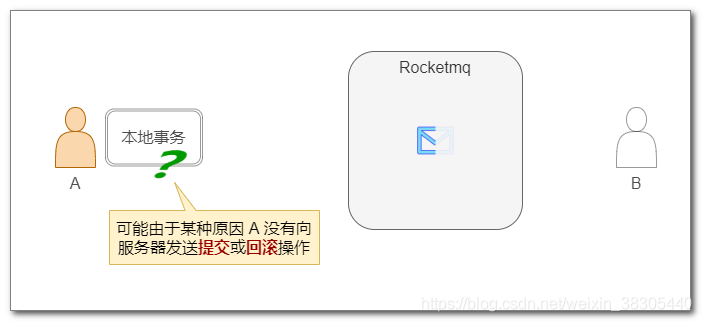 Rocketmq
本地事务
?
A
B
可能由于某种原因 A 没有向
服务器发送提交或回滚操作
https://blog.csdn.net/weixin_38305440